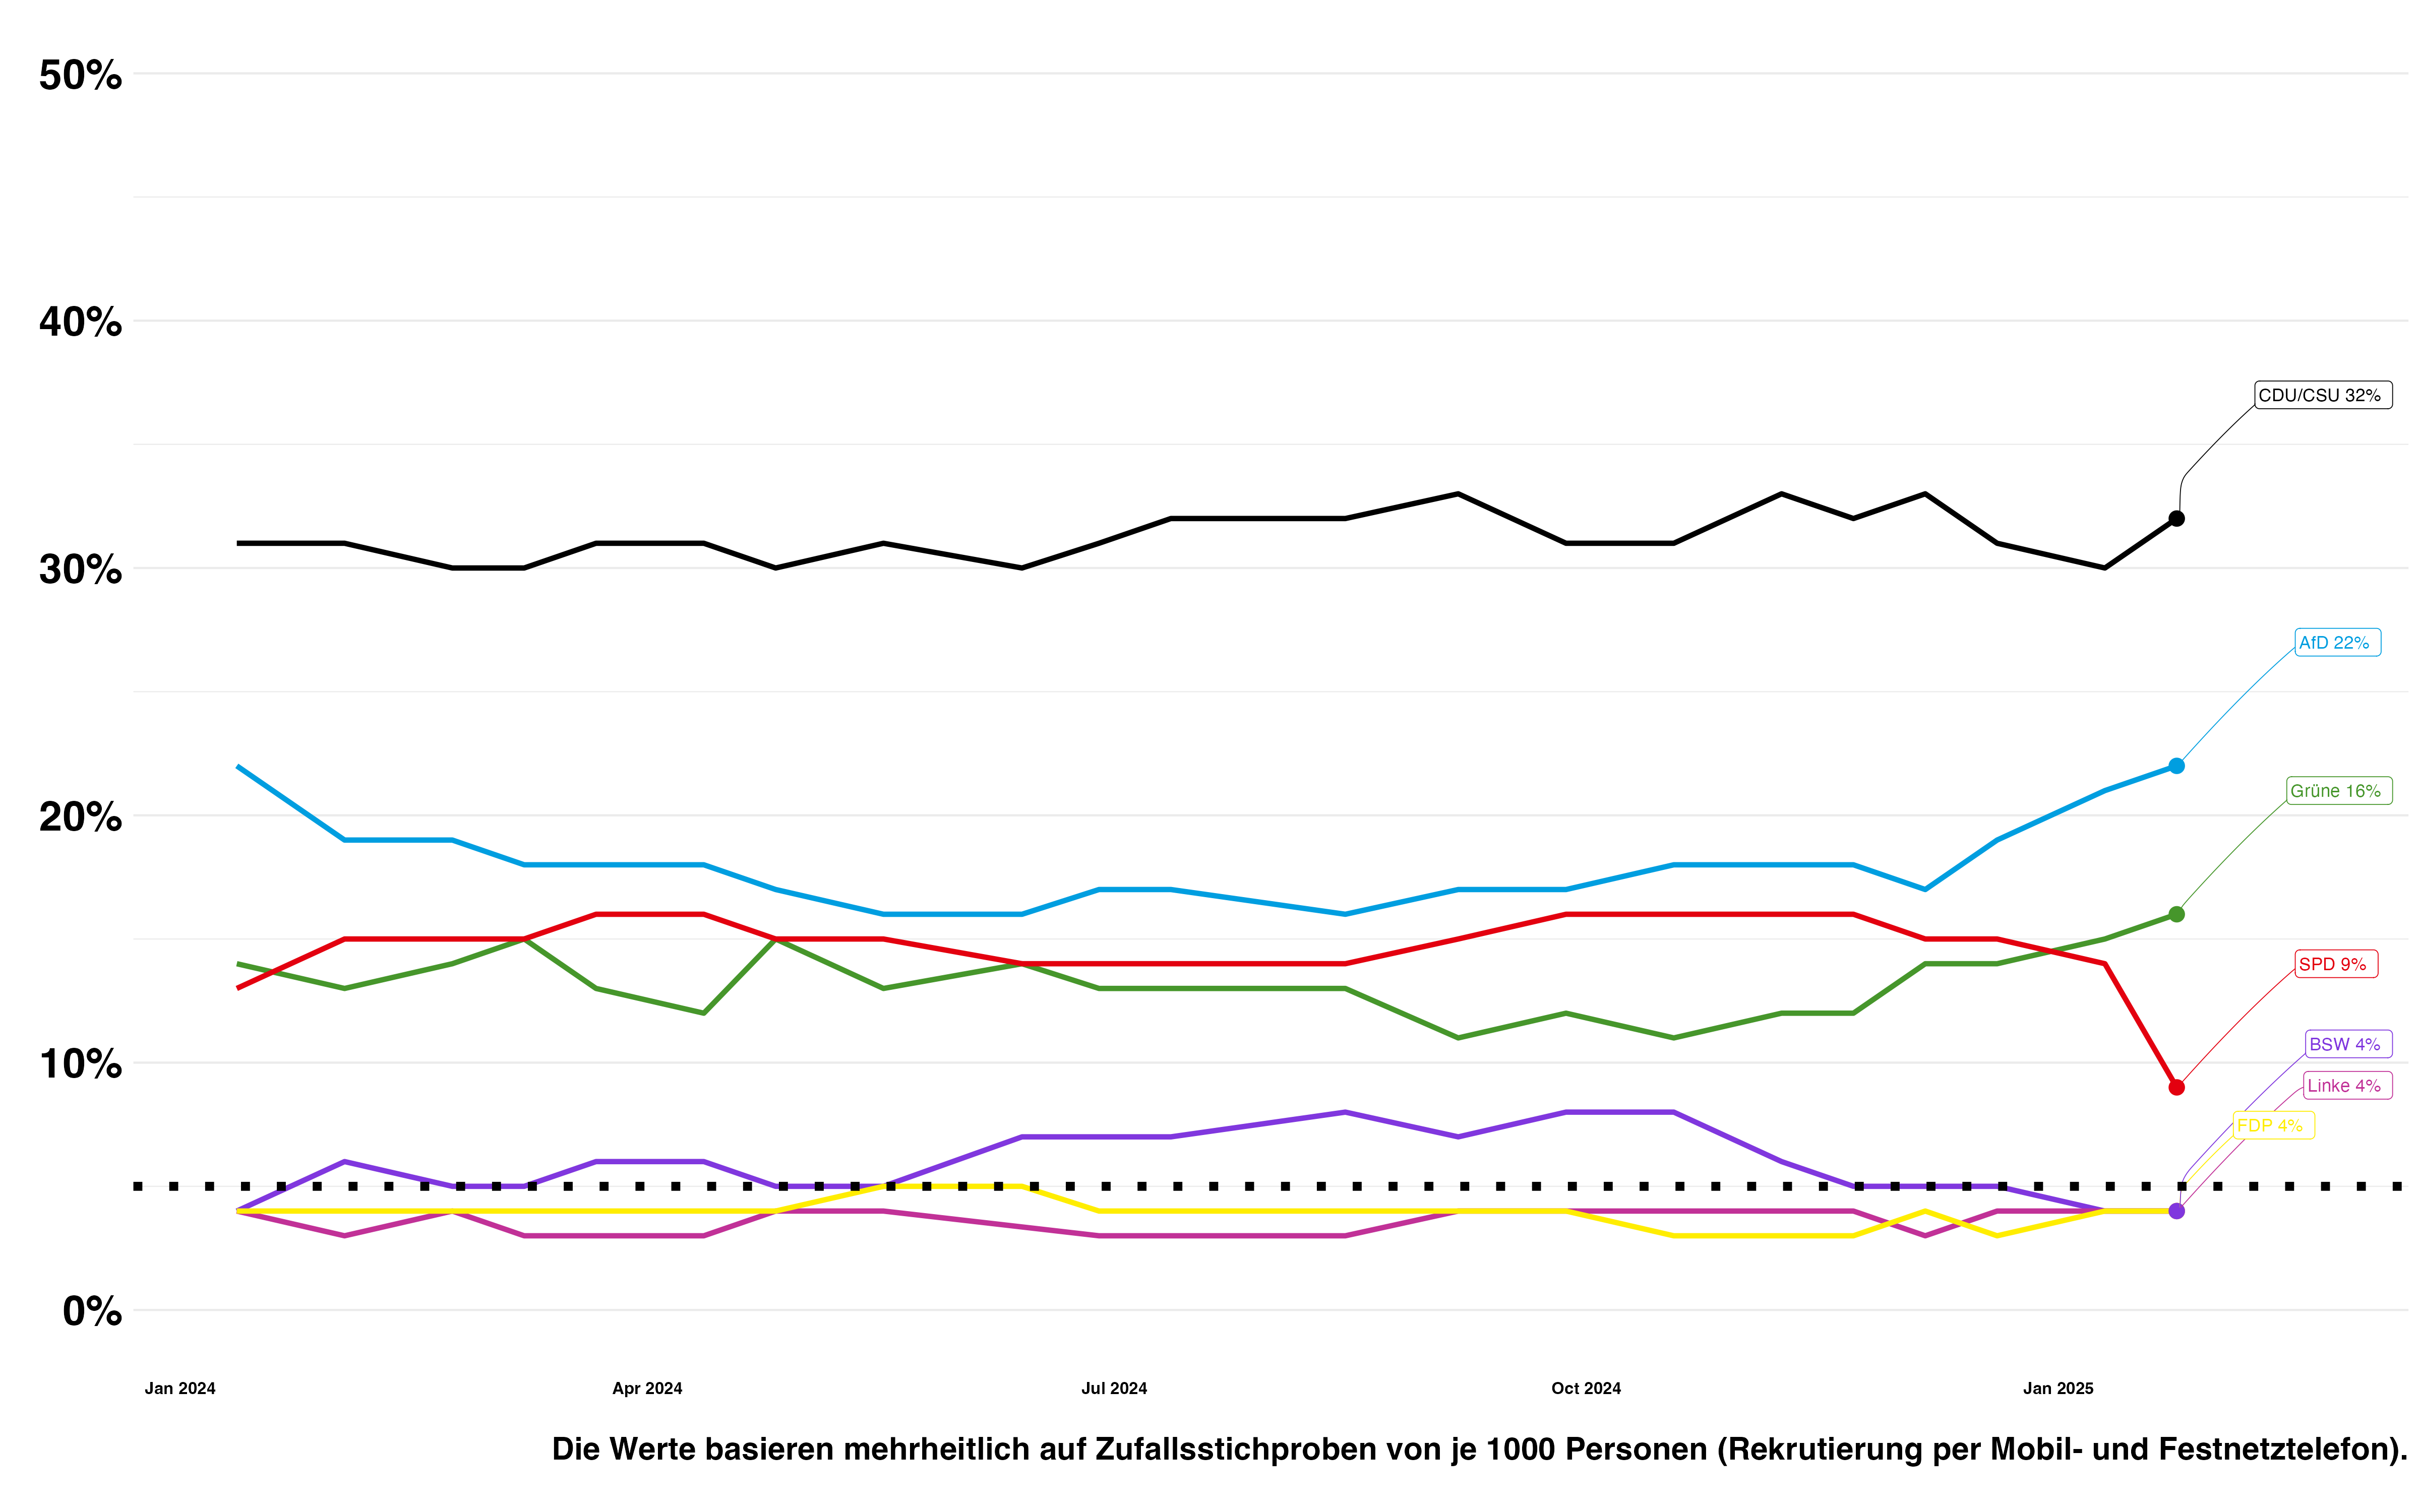 50%
40%
CDU/CSU 32%
30%
AfD 22%
Grüne 16%
20%
SPD 9%
10%
BSW 4%
Linke 4%
FDP 4%
0%
Jan 2024 Apr 2024 Jul 2024 Oct 2024 Jan 2025
Die Werte basieren mehrheitlich auf Zufallsstichproben von je 1000 Personen (Rekrutierung per Mobil- und Festnetztelefon).